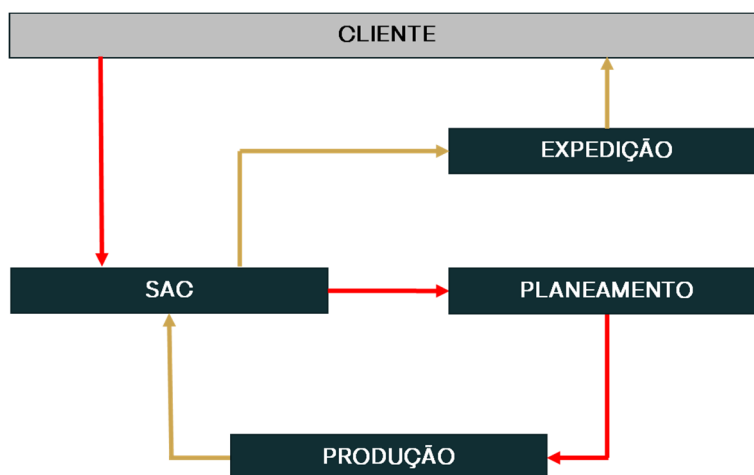 CLIENTE
EXPEDIÇÃO
SAC
PLANEAMENTO
PRODUÇÃO